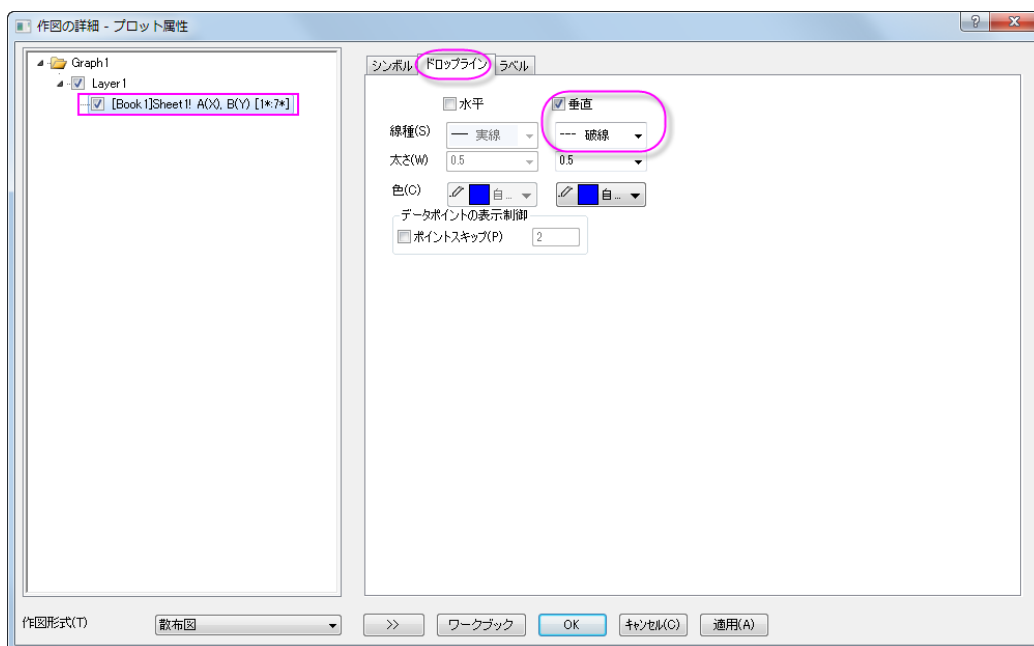 作図の詳細 - プロット属性
Graph1
Layer1
[Book1]Sheet1! A(X), B(Y) [1*:7*]
シンボル ドロップライン ラベル
水平 垂直
線種(S) 実線 破線
太さ(W) 0.5 0.5
色(C) 自... 自...
データポイントの表示制御
ポイントスキップ(P) 2
作図形式(T) 散布図 >> ワークブック OK キャンセル(C) 適用(A)